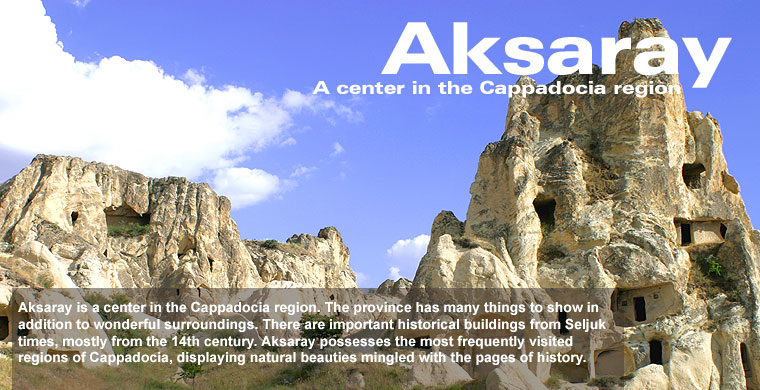 Aksaray
A center in the Cappadocia region
Aksaray is a center in the Cappadocia region. The province has many things to show in
addition to wonderful surroundings. There are important historical buildings from Seljuk
times, mostly from the 14th century. Aksaray possesses the most frequently visited
regions of Cappadocia, displaying natural beauties mingled with the pages of history.